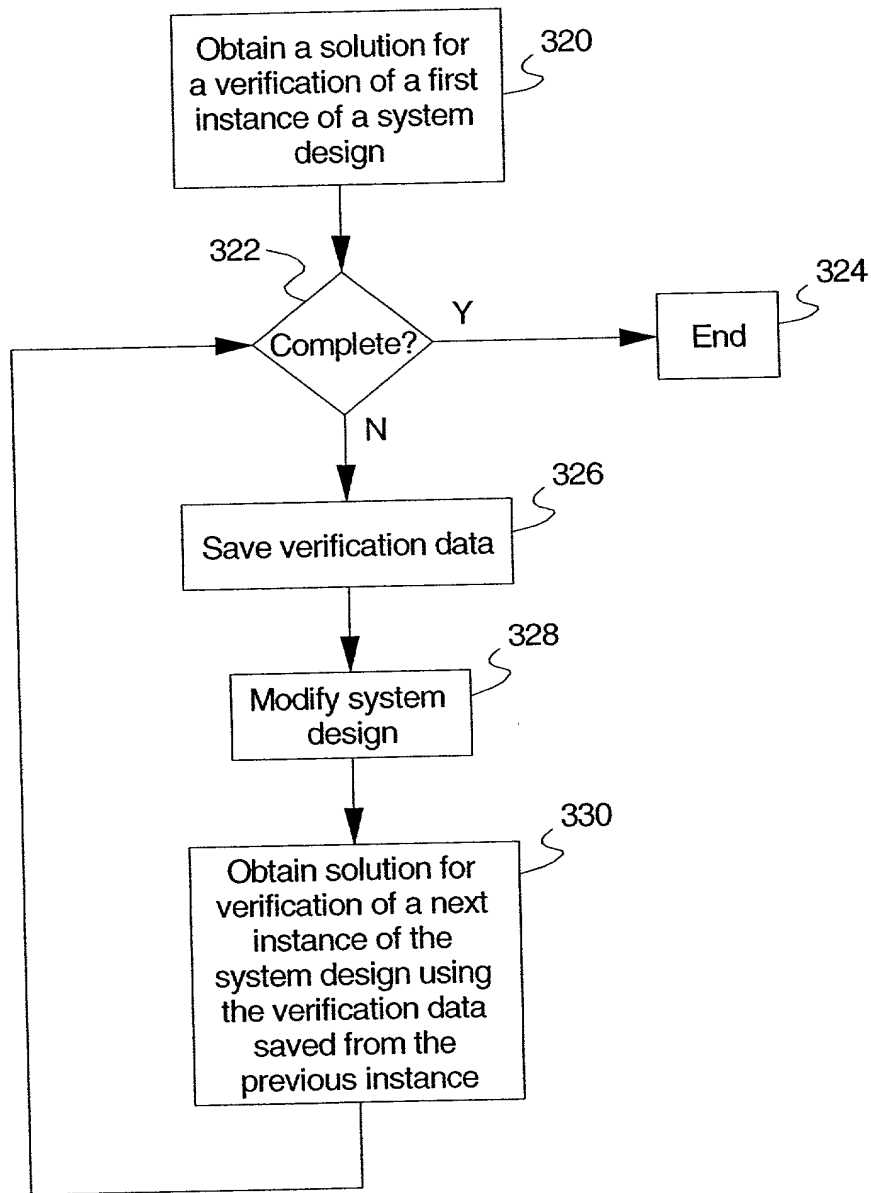 Obtain a solution for
a verification of a first
instance of a system
design
320
322
Complete?
Y
End
324
N
326
Save verification data
328
Modify system
design
330
Obtain solution for
verification of a next
instance of the
system design using
the verification data
saved from the
previous instance